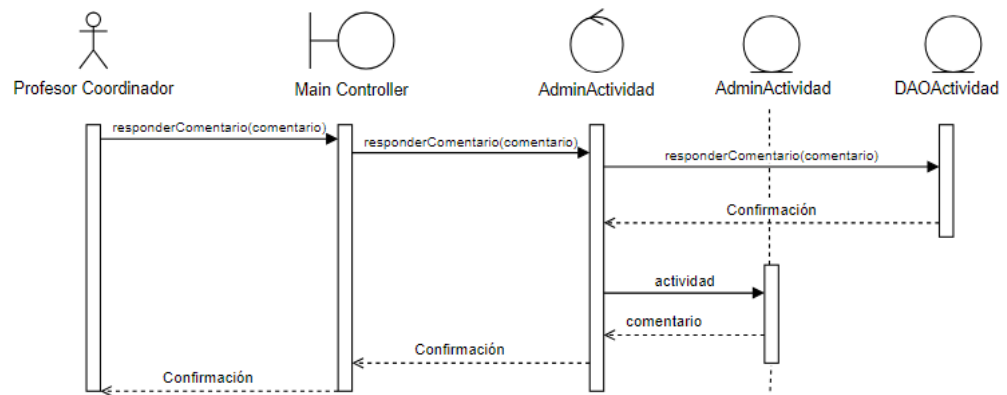 Profesor Coordinador
Main Controller
AdminActividad
AdminActividad
DAOActividad
responderComentario(comentario)
responderComentario(comentario)
responderComentario(comentario)
Confirmación
actividad
comentario
Confirmación
Confirmación